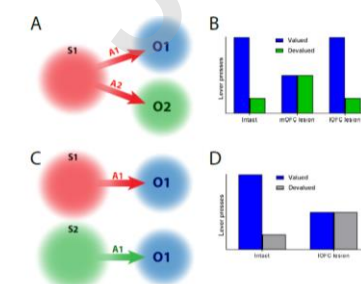 A
S1
A1
O1
A2
O2
B
Valued
Devalued
Lever presses
Intact
mOFC lesion
lOFC lesion
C
S1
A1
O1
S2
A1
O1
D
Valued
Devalued
Lever presses
Intact
lOFC lesion